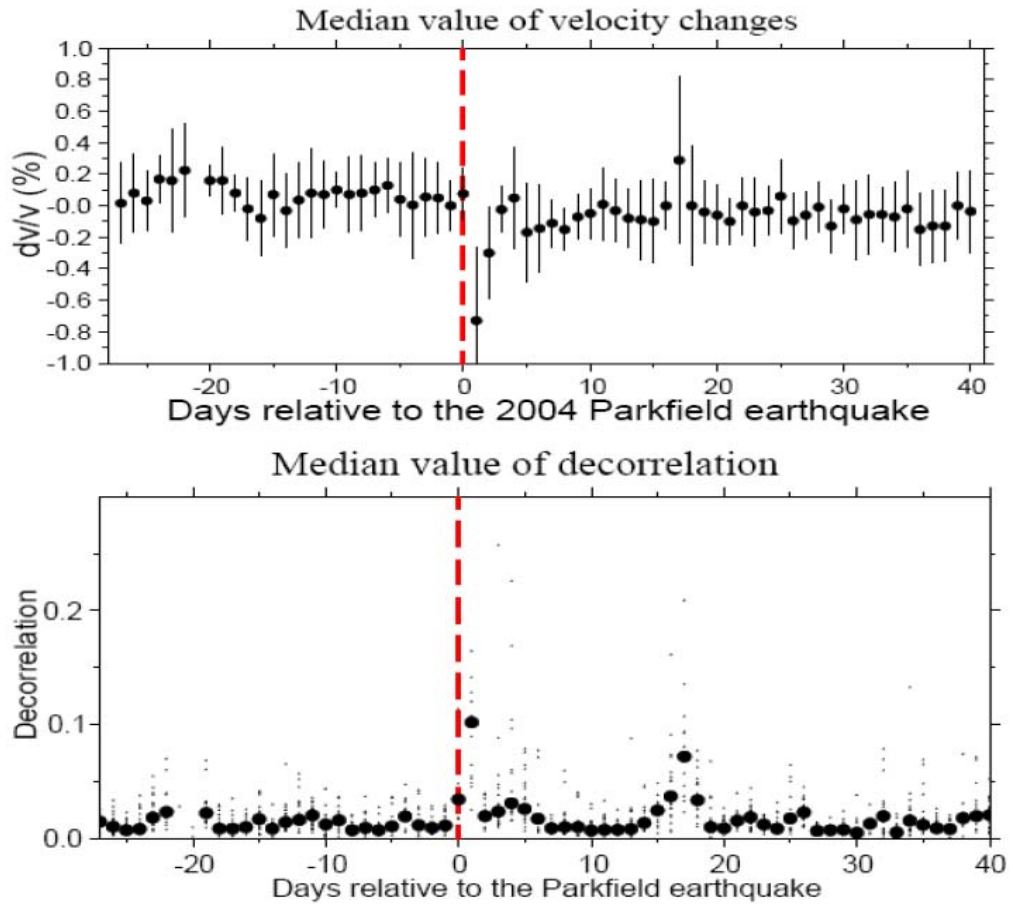 Median value of velocity changes
1.0
0.8
0.6
0.4
0.2
-0.0
-0.2
-0.4
-0.6
-0.8
-1.0
dv/v (%)
-20 -10 0 10 20 30 40
Days relative to the 2004 Parkfield earthquake
Median value of decorrelation
0.2
0.1
0.0
Decorrelation
-10 0 10 20 30 40
Days relative to the Parkfield earthquake